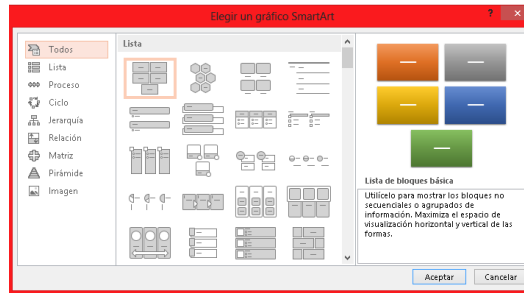 Elegir un gráfico SmartArt
? ×
Todos
Lista
Proceso
Ciclo
Jerarquía
Relación
Matriz
Pirámide
Imagen
Lista
Lista de bloques básica
Utilícelo para mostrar los bloques no
secuenciales o agrupados de
información. Maximiza el espacio de
visualización horizontal y vertical de las
formas.
Aceptar
Cancelar